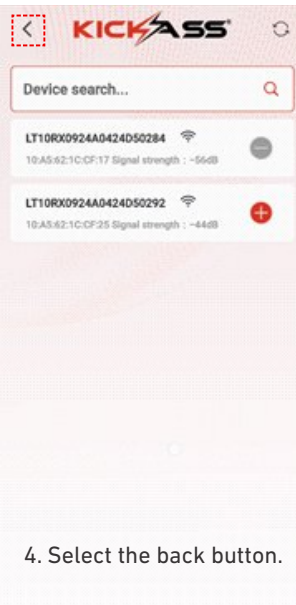 KICKASS
Device search...
LT10RX0924A0424D50284
10:A5:62:1C:CF:17 Signal strength : -56dB
LT10RX0924A0424D50292
10:A5:62:1C:CF:25 Signal strength : -44dB
4. Select the back button.